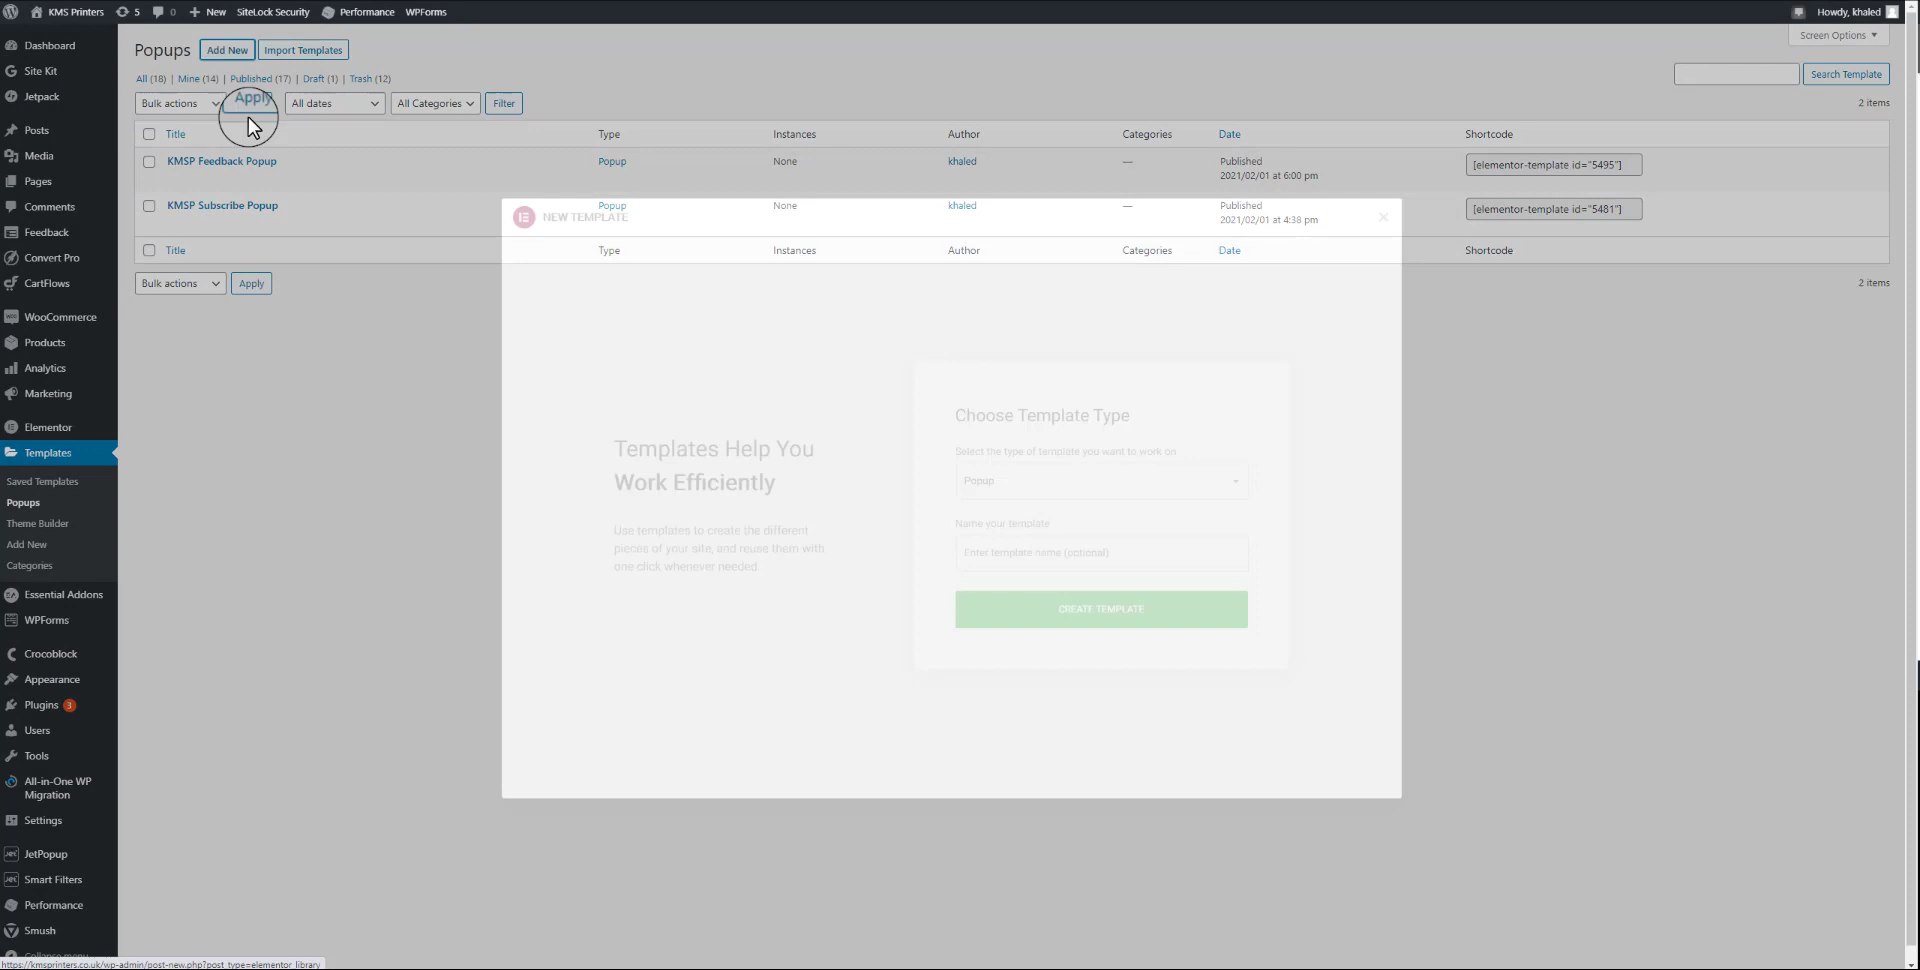 KMS Printers 5 0 New SiteLock Security Performance WPForms Howdy, khaled
Screen Options
Dashboard
Site Kit
Jetpack
Posts
Media
Pages
Comments
Feedback
Convert Pro
CartFlows
WooCommerce
Products
Analytics
Marketing
Elementor
Templates
Saved Templates
Popups
Theme Builder
Add New
Categories
Essential Addons
WPForms
Crocoblock
Appearance
Plugins 3
Users
Tools
All-in-One WP
Migration
Settings
JetPopup
Smart Filters
Performance
Smush
Collapse menu
Popups Add New Import Templates
All (18) | Mine (14) | Published (17) | Draft (1) | Trash (12)
Search Template
Bulk actions Apply All dates All Categories Filter 2 items
Title Type Instances Author Categories Date Shortcode
KMSP Feedback Popup Popup None khaled — Published [elementor-template id="5495"]
2021/02/01 at 6:00 pm
KMSP Subscribe Popup Popup None khaled — Published [elementor-template id="5481"]
2021/02/01 at 4:38 pm
Title Type Instances Author Categories Date Shortcode
Bulk actions Apply 2 items
NEW TEMPLATE
Templates Help You
Work Efficiently
Use templates to create the different
pieces of your site, and reuse them with
one click whenever needed.
Choose Template Type
Select the type of template you want to work on
Popup
Name your template
Enter template name (optional)
CREATE TEMPLATE
https://kmsprinters.co.uk/wp-admin/post-new.php?post_type=elementor_library